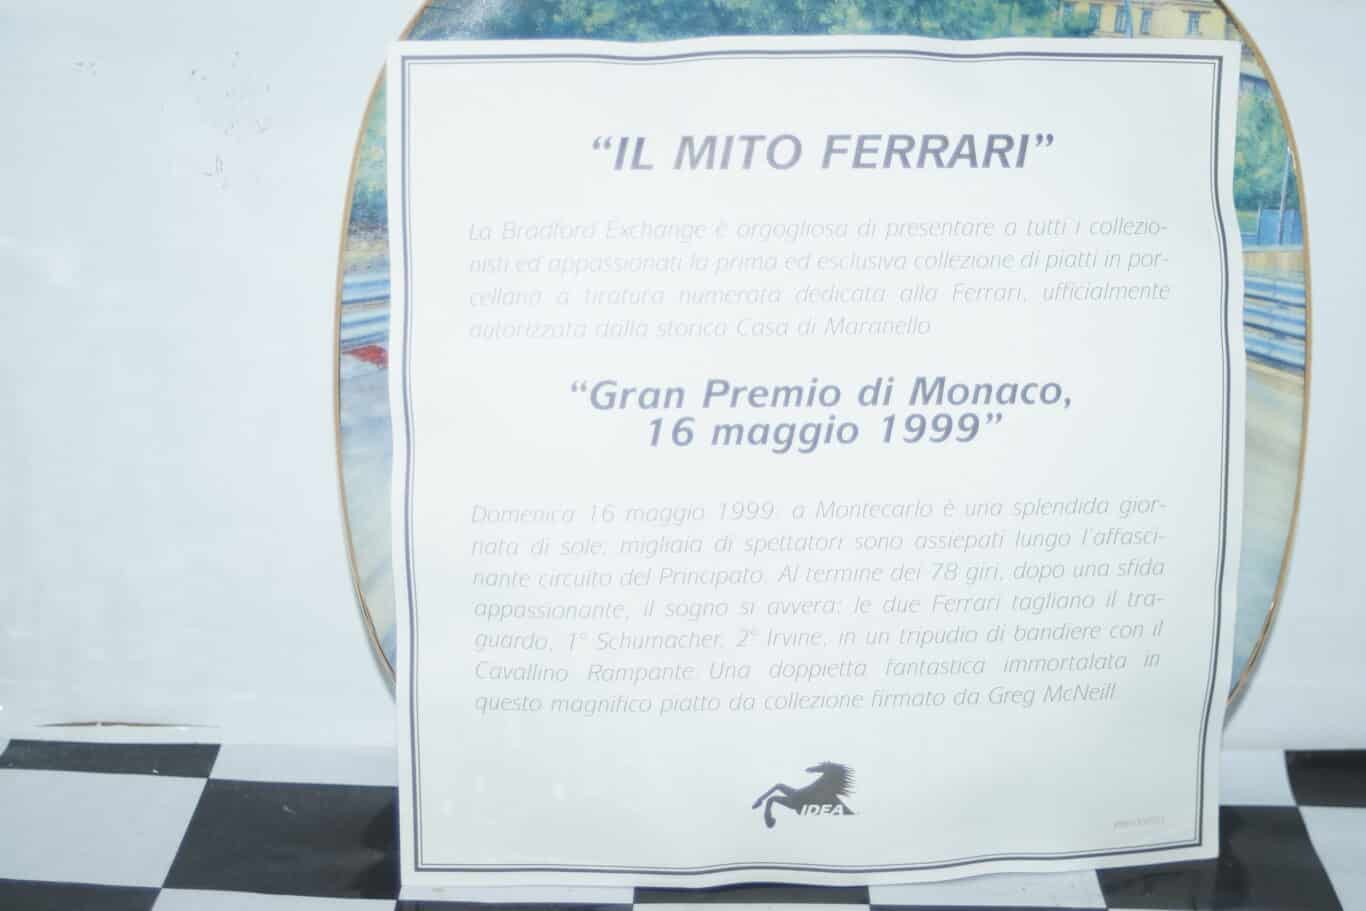 “IL MITO FERRARI”
La Bradford Exchange è orgogliosa di presentare a tutti i collezio-
nisti ed appassionati la prima ed esclusiva collezione di piatti in por-
cellana a tiratura numerata dedicata alla Ferrari, ufficialmente
autorizzata dalla storica Casa di Maranello
“Gran Premio di Monaco,
16 maggio 1999”
Domenica 16 maggio 1999, a Montecarlo è una splendida gior-
nata di sole; migliaia di spettatori sono assiepati lungo l'affasci-
nante circuito del Principato. Al termine dei 78 giri, dopo una sfida
appassionante, il sogno si avvera: le due Ferrari tagliano il tra-
guardo, 1° Schumacher, 2° Irvine, in un tripudio di bandiere con il
Cavallino Rampante. Una doppietta fantastica immortalata in
questo magnifico piatto da collezione firmato da Greg McNeill
IDEA